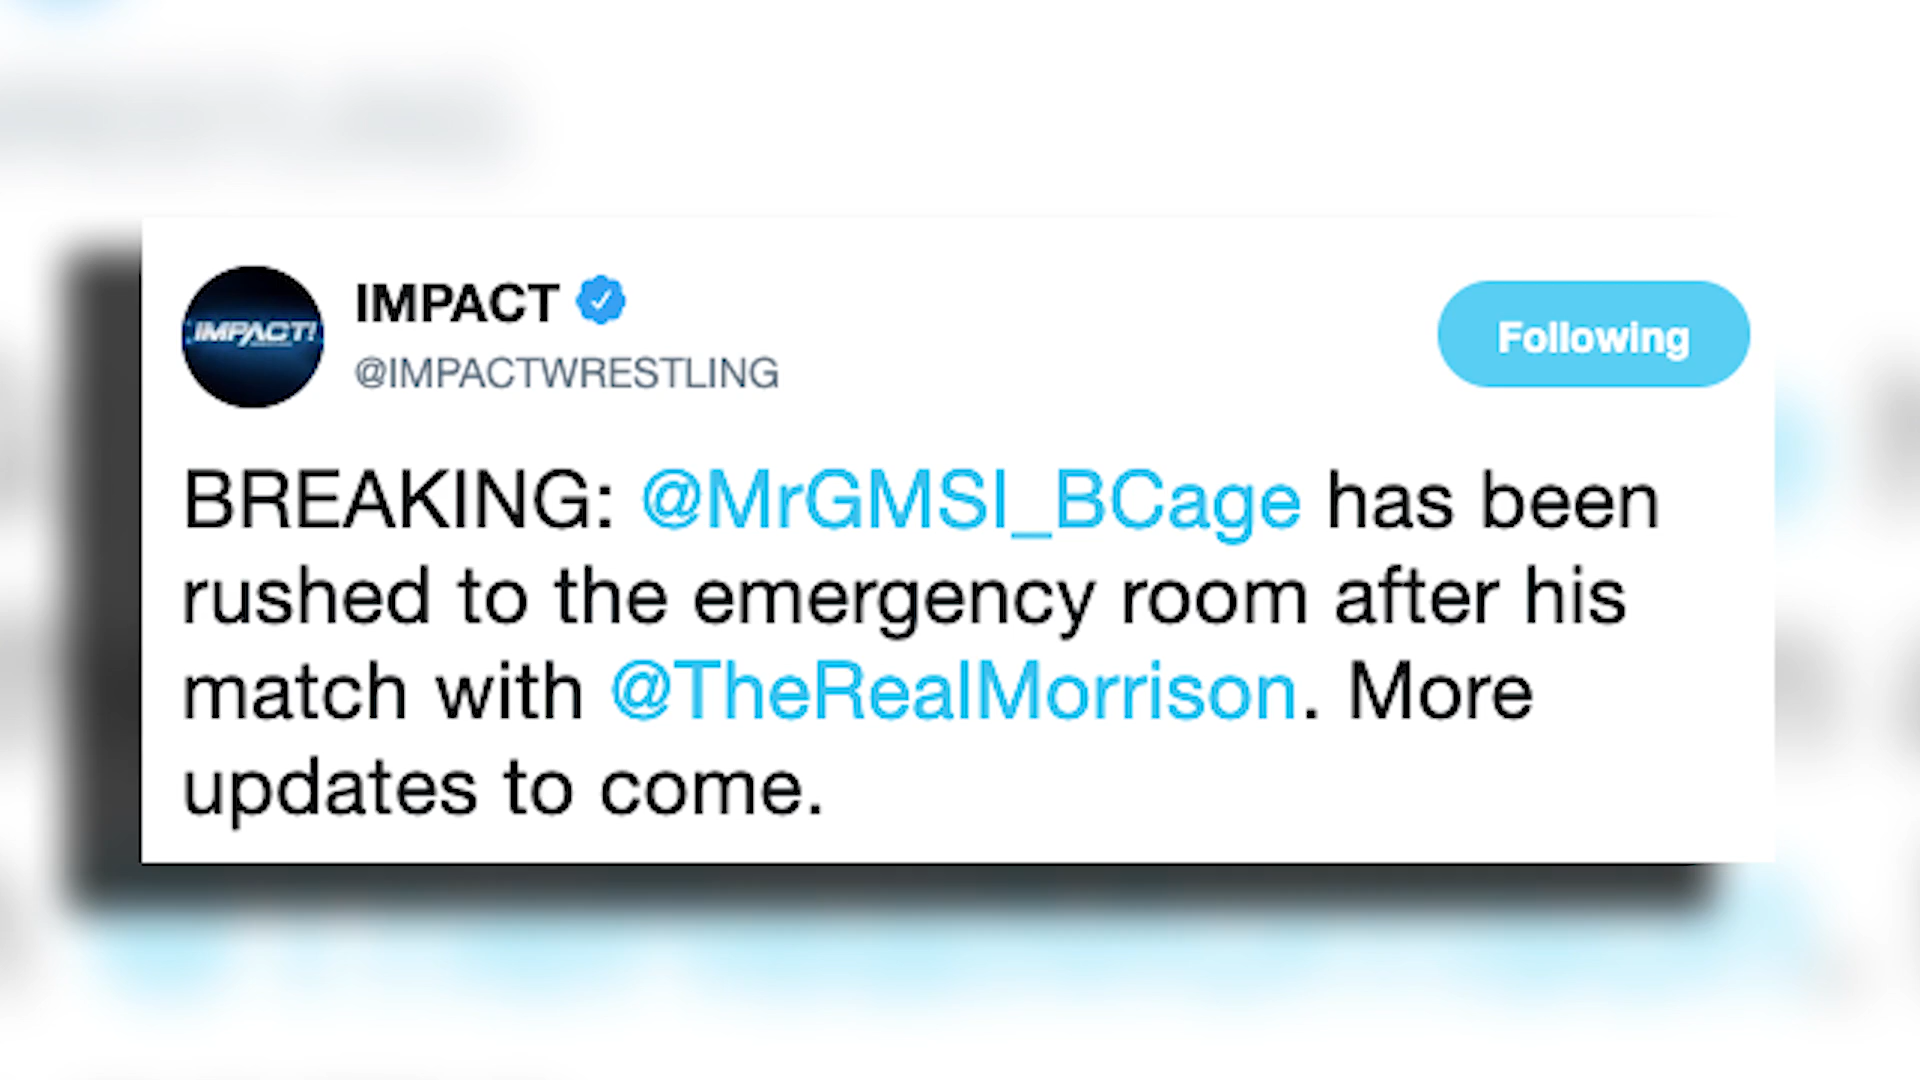 IMPACT
IMPACT!
@IMPACTWRESTLING
Following
BREAKING: @MrGMSI_BCage has been
rushed to the emergency room after his
match with @TheRealMorrison. More
updates to come.